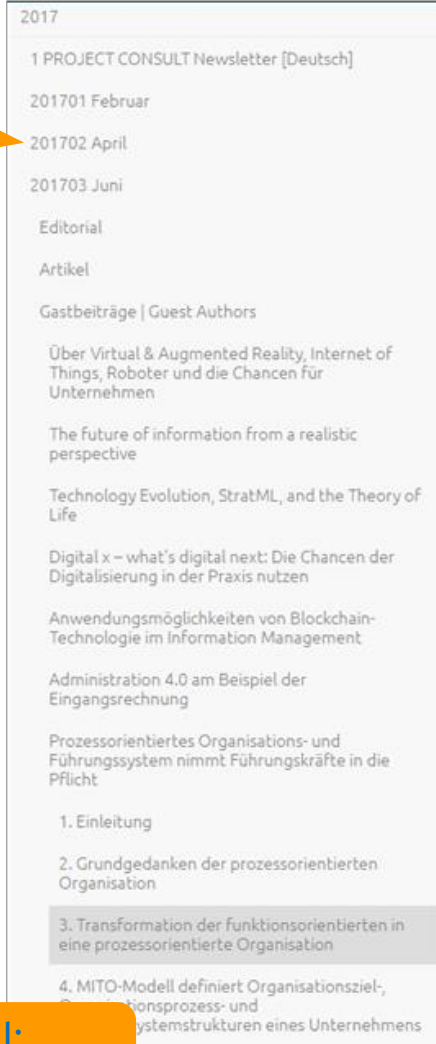 2017
1 PROJECT CONSULT Newsletter [Deutsch]
201701 Februar
201702 April
201703 Juni
Editorial
Artikel
Gastbeiträge | Guest Authors
Über Virtual & Augmented Reality, Internet of
Things, Roboter und die Chancen für
Unternehmen
The future of information from a realistic
perspective
Technology Evolution, StratML, and the Theory of
Life
Digital x – what's digital next: Die Chancen der
Digitalisierung in der Praxis nutzen
Anwendungsmöglichkeiten von Blockchain-
Technologie im Information Management
Administration 4.0 am Beispiel der
Eingangsrechnung
Prozessorientiertes Organisations- und
Führungssystem nimmt Führungskräfte in die
Pflicht
1. Einleitung
2. Grundgedanken der prozessorientierten
Organisation
3. Transformation der funktionsorientierten in
eine prozessorientierte Organisation
4. MITO-Modell definiert Organisationsziel-,
und
eines Unternehmens